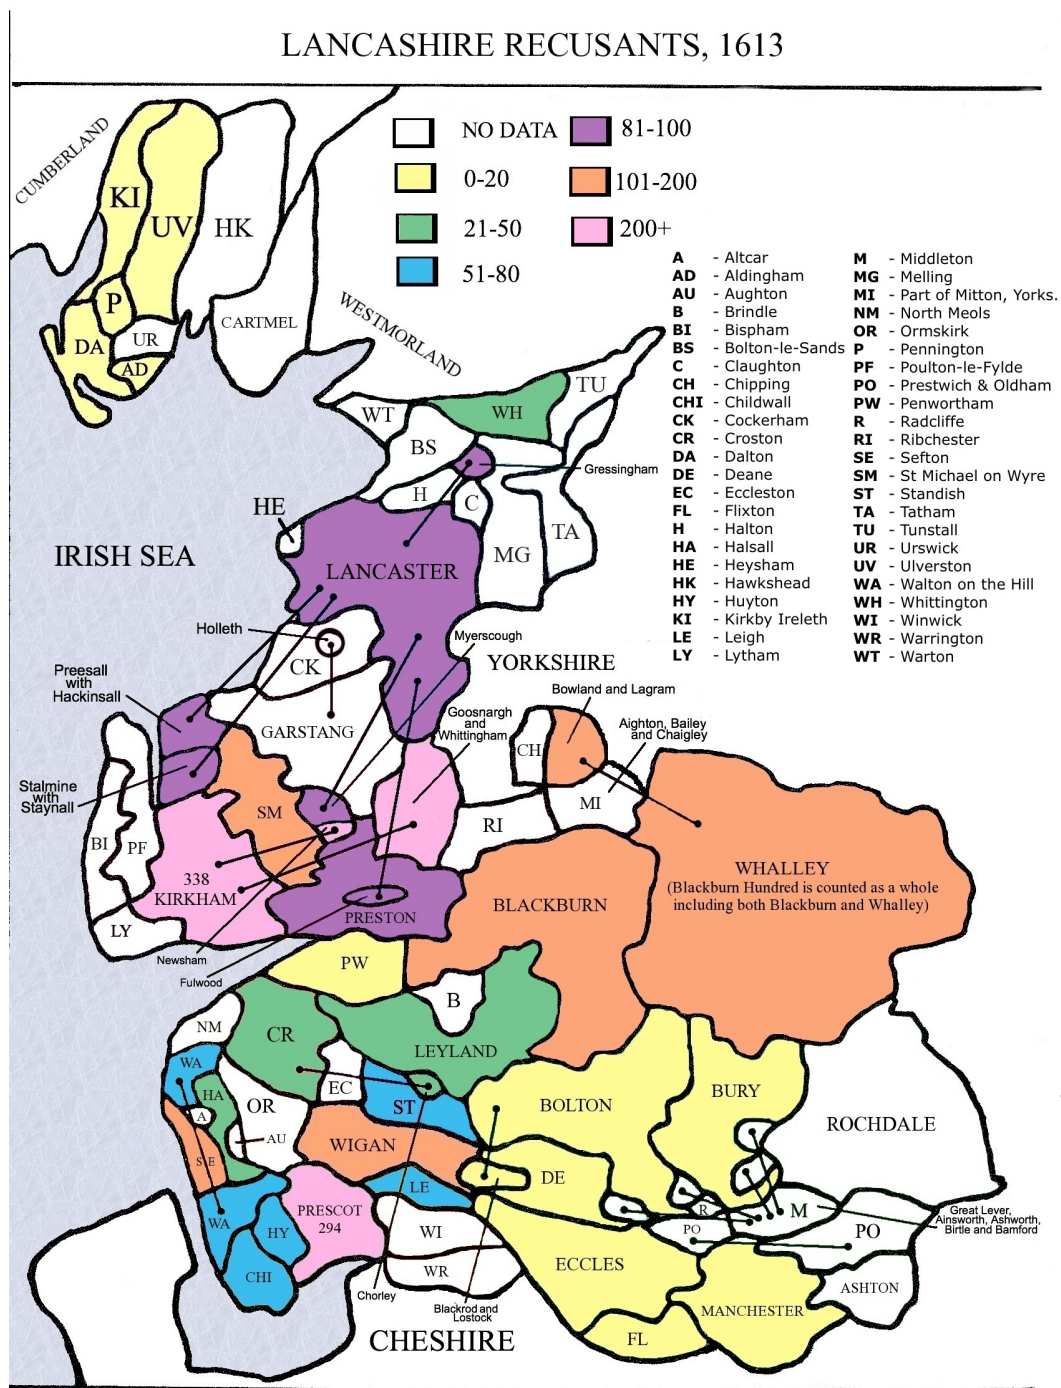 LANCASHIRE RECUSANTS, 1613
NO DATA
0-20
21-50
51-80
81-100
101-200
200+
A - Altcar
AD - Aldingham
AU - Aughton
B - Brindle
BI - Bispham
BS - Bolton-le-Sands
C - Claughton
CH - Chipping
CHI - Childwall
CK - Cockerham
CR - Croston
DA - Dalton
DE - Deane
EC - Eccleston
FL - Flixton
H - Halton
HA - Halsall
HE - Heysham
HK - Hawkshead
HY - Huyton
KI - Kirkby Ireleth
LE - Leigh
LY - Lytham
M - Middleton
MG - Melling
MI - Part of Mitton, Yorks.
NM - North Meols
OR - Ormskirk
P - Pennington
PF - Poulton-le-Fylde
PO - Prestwich & Oldham
PW - Penwortham
R - Radcliffe
RI - Ribchester
SE - Sefton
SM - St Michael on Wyre
ST - Standish
TA - Tatham
TU - Tunstall
UR - Urswick
UV - Ulverston
WA - Walton on the Hill
WH - Whittington
WI - Winwick
WR - Warrington
WT - Warton
CUMBERLAND
KI
UV
HK
P
DA
UR
AD
CARTMEL
WESTMORLAND
TU
WT
WH
BS
Gressingham
H
C
HE
IRISH SEA
LANCASTER
MG
TA
Holleth
CK
Myerscough
YORKSHIRE
Preesall
with
Hackinsall
GARSTANG
Goosnargh
and
Whittingham
Bowland and Lagram
Aighton, Bailey
and Chaigley
CH
MI
Stalmine
with
Staynall
SM
RI
BI
PF
338
KIRKHAM
WHALLEY
(Blackburn Hundred is counted as a whole
including both Blackburn and Whalley)
BLACKBURN
PRESTON
LY
Newsham
Fulwood
PW
B
NM
CR
LEYLAND
WA
HA
EC
ST
A
OR
AU
BOLTON
BURY
ROCHDALE
WIGAN
SE
LE
DE
WA
HY
PRESCOT
294
WI
R
M
PO
PO
Great Lever,
Ainsworth, Ashworth,
Birtle and Bamford
CHI
WR
ECCLES
ASHTON
Chorley
Blackrod and
Lostock
MANCHESTER
FL
CHESHIRE